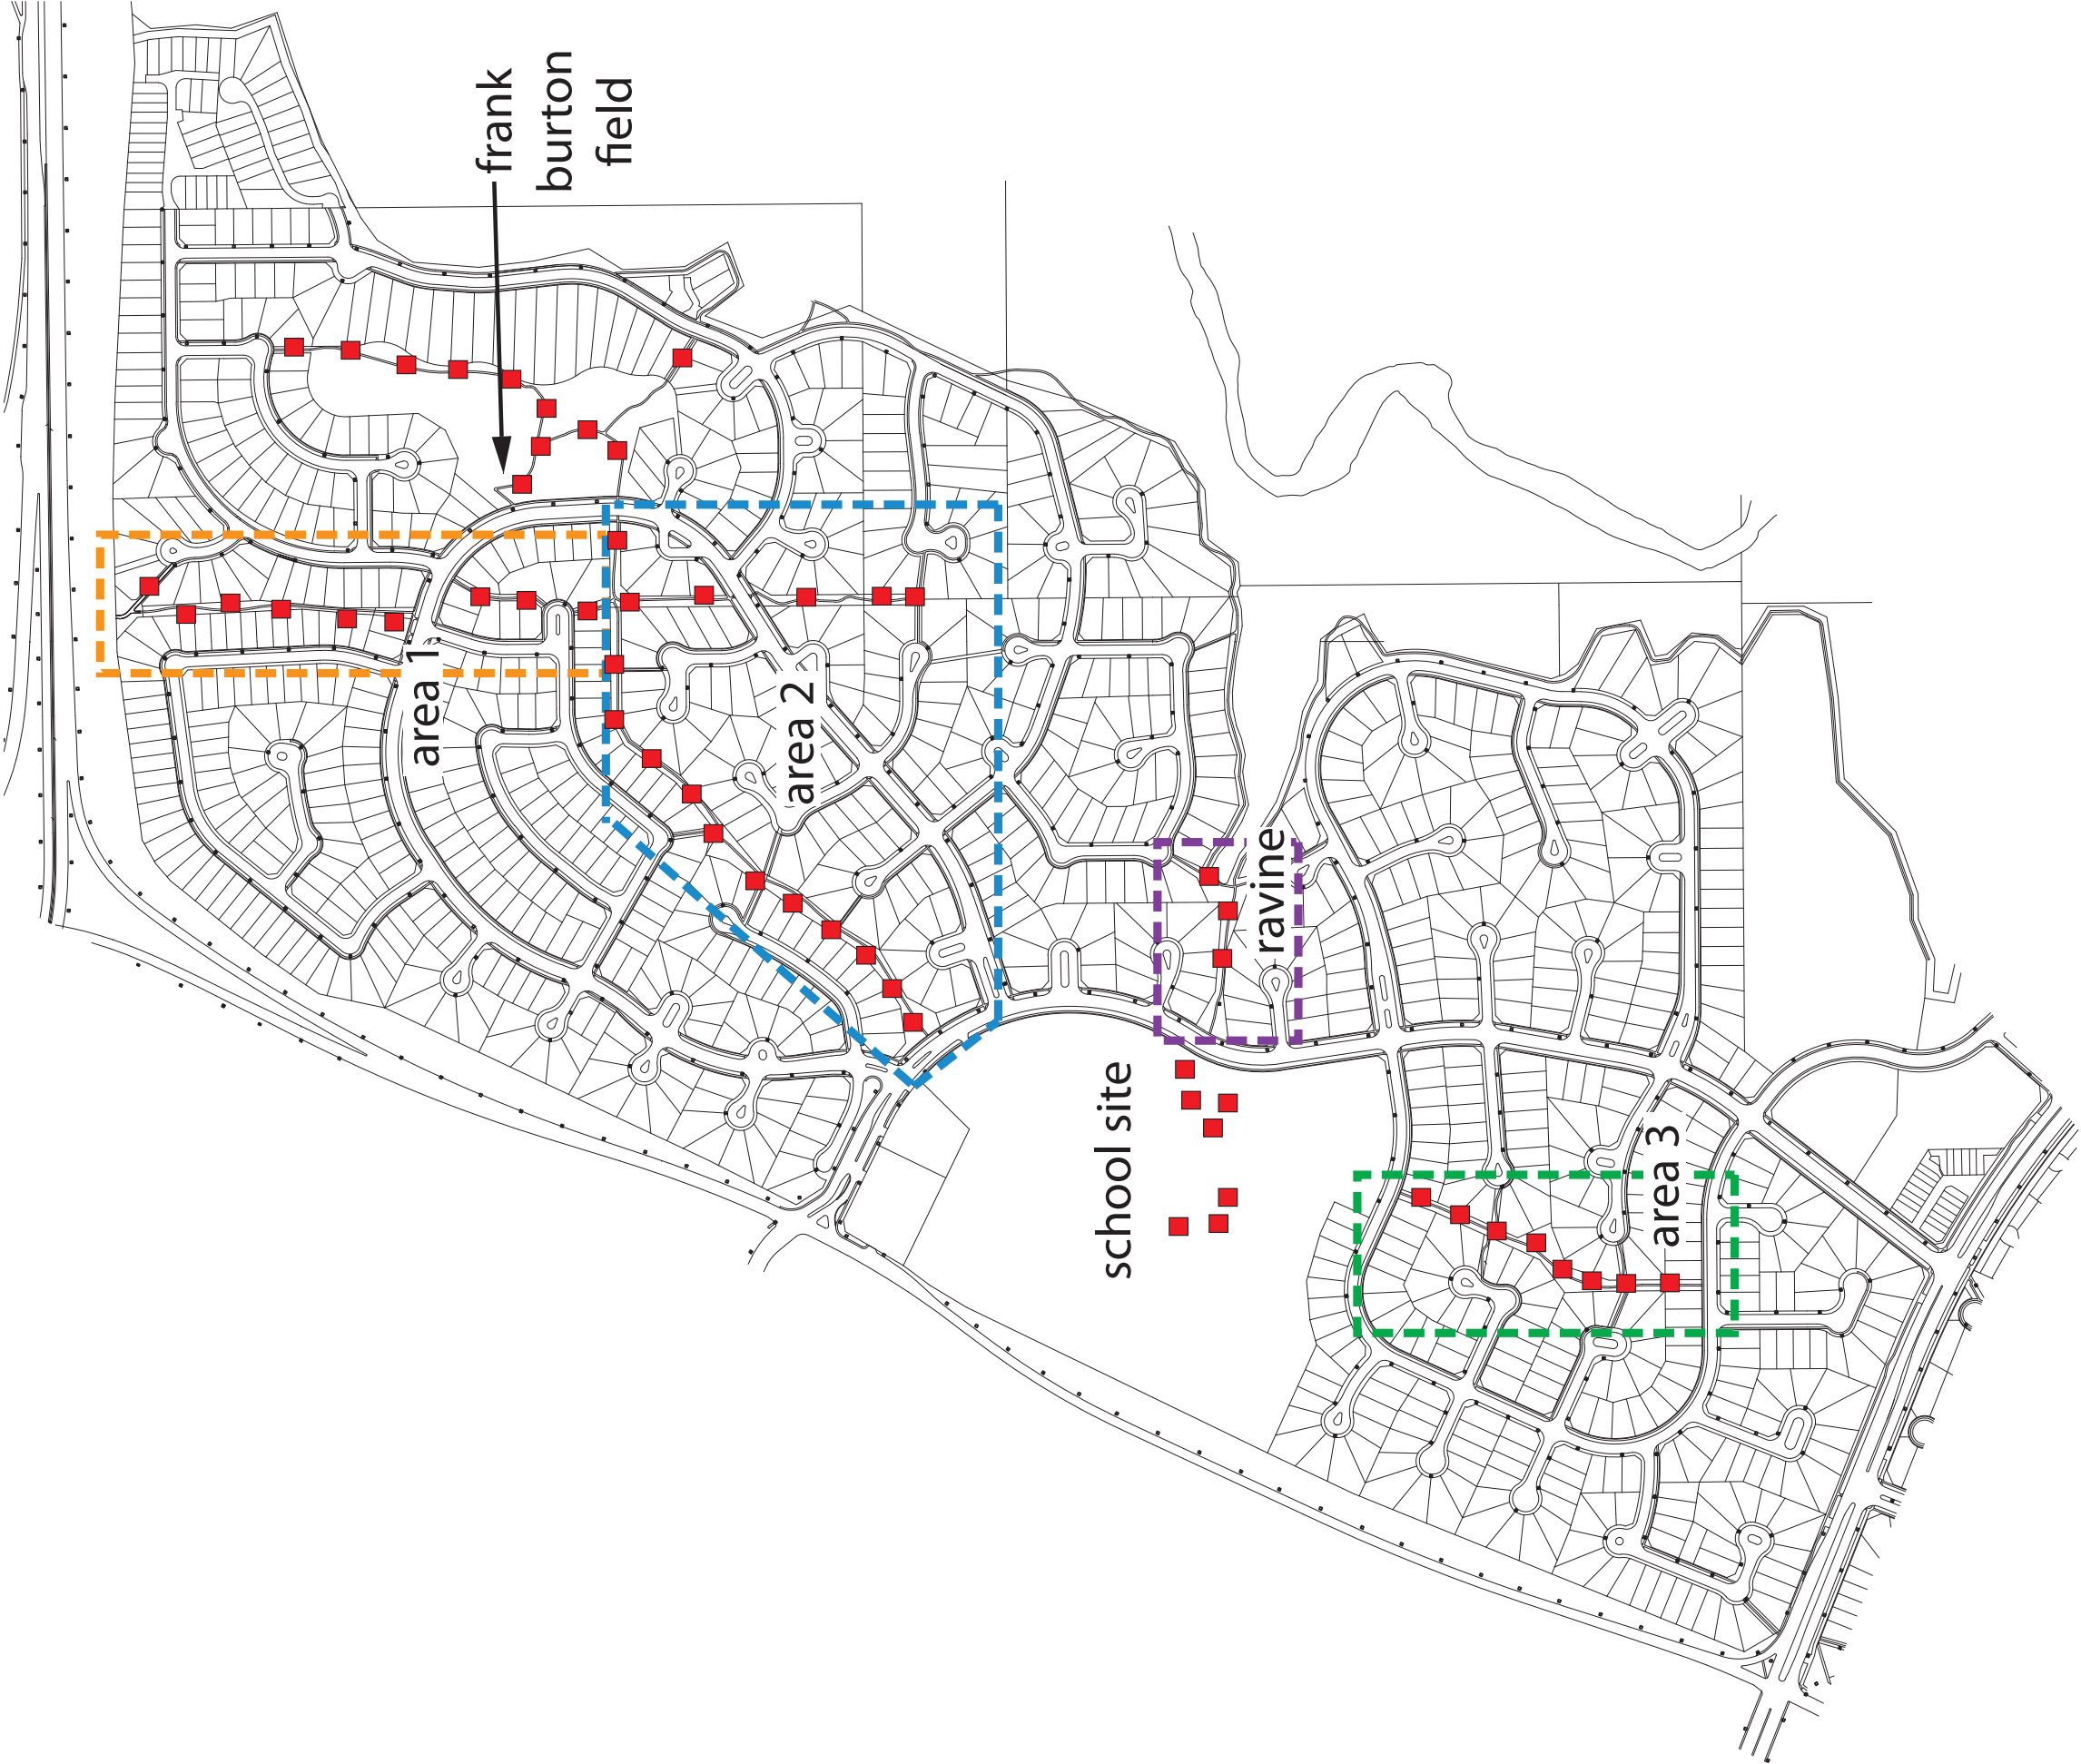 frank
burton
field
area 1
area 2
ravine
school site
area 3